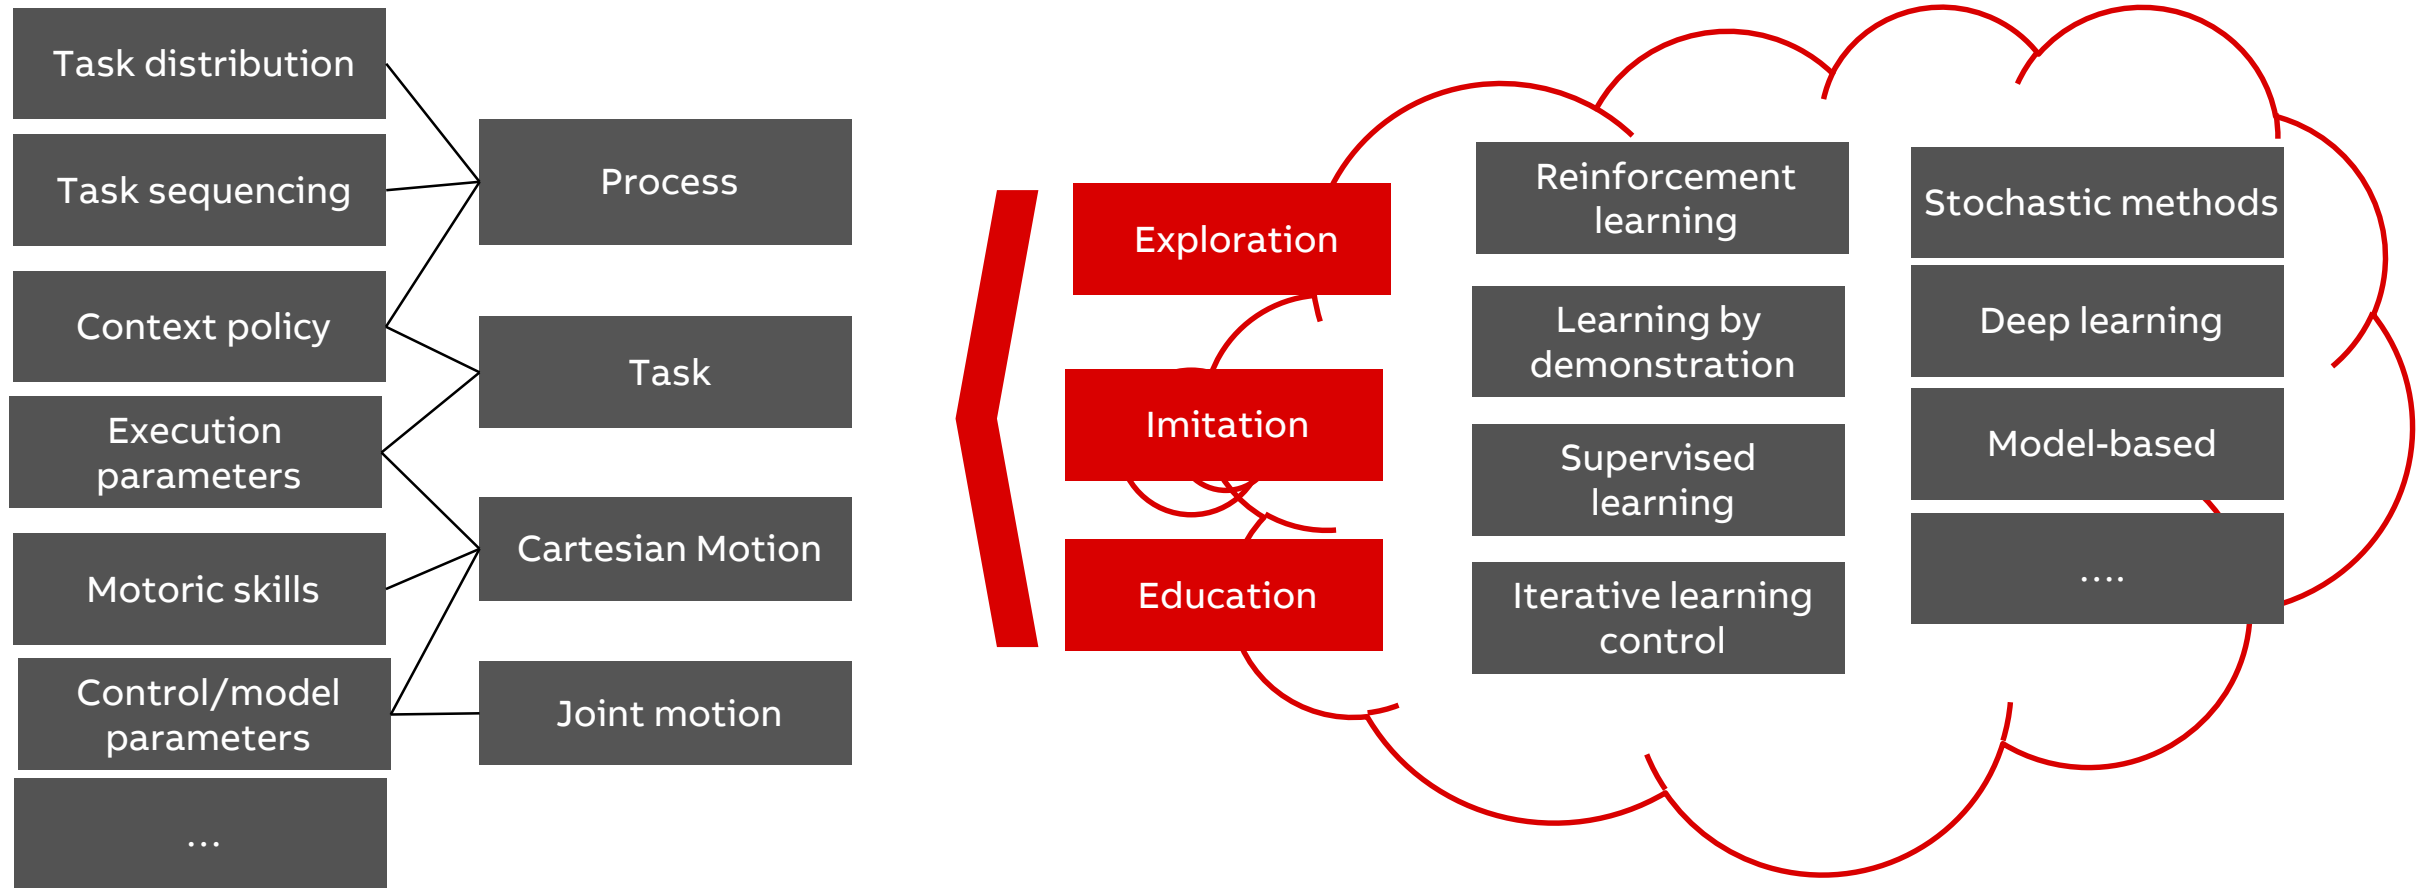 Task distribution
Task sequencing
Context policy
Execution
parameters
Motoric skills
Control/model
parameters
...
Process
Task
Cartesian Motion
Joint motion
Exploration
Imitation
Education
Reinforcement
learning
Learning by
demonstration
Supervised
learning
Iterative learning
control
Stochastic methods
Deep learning
Model-based
....